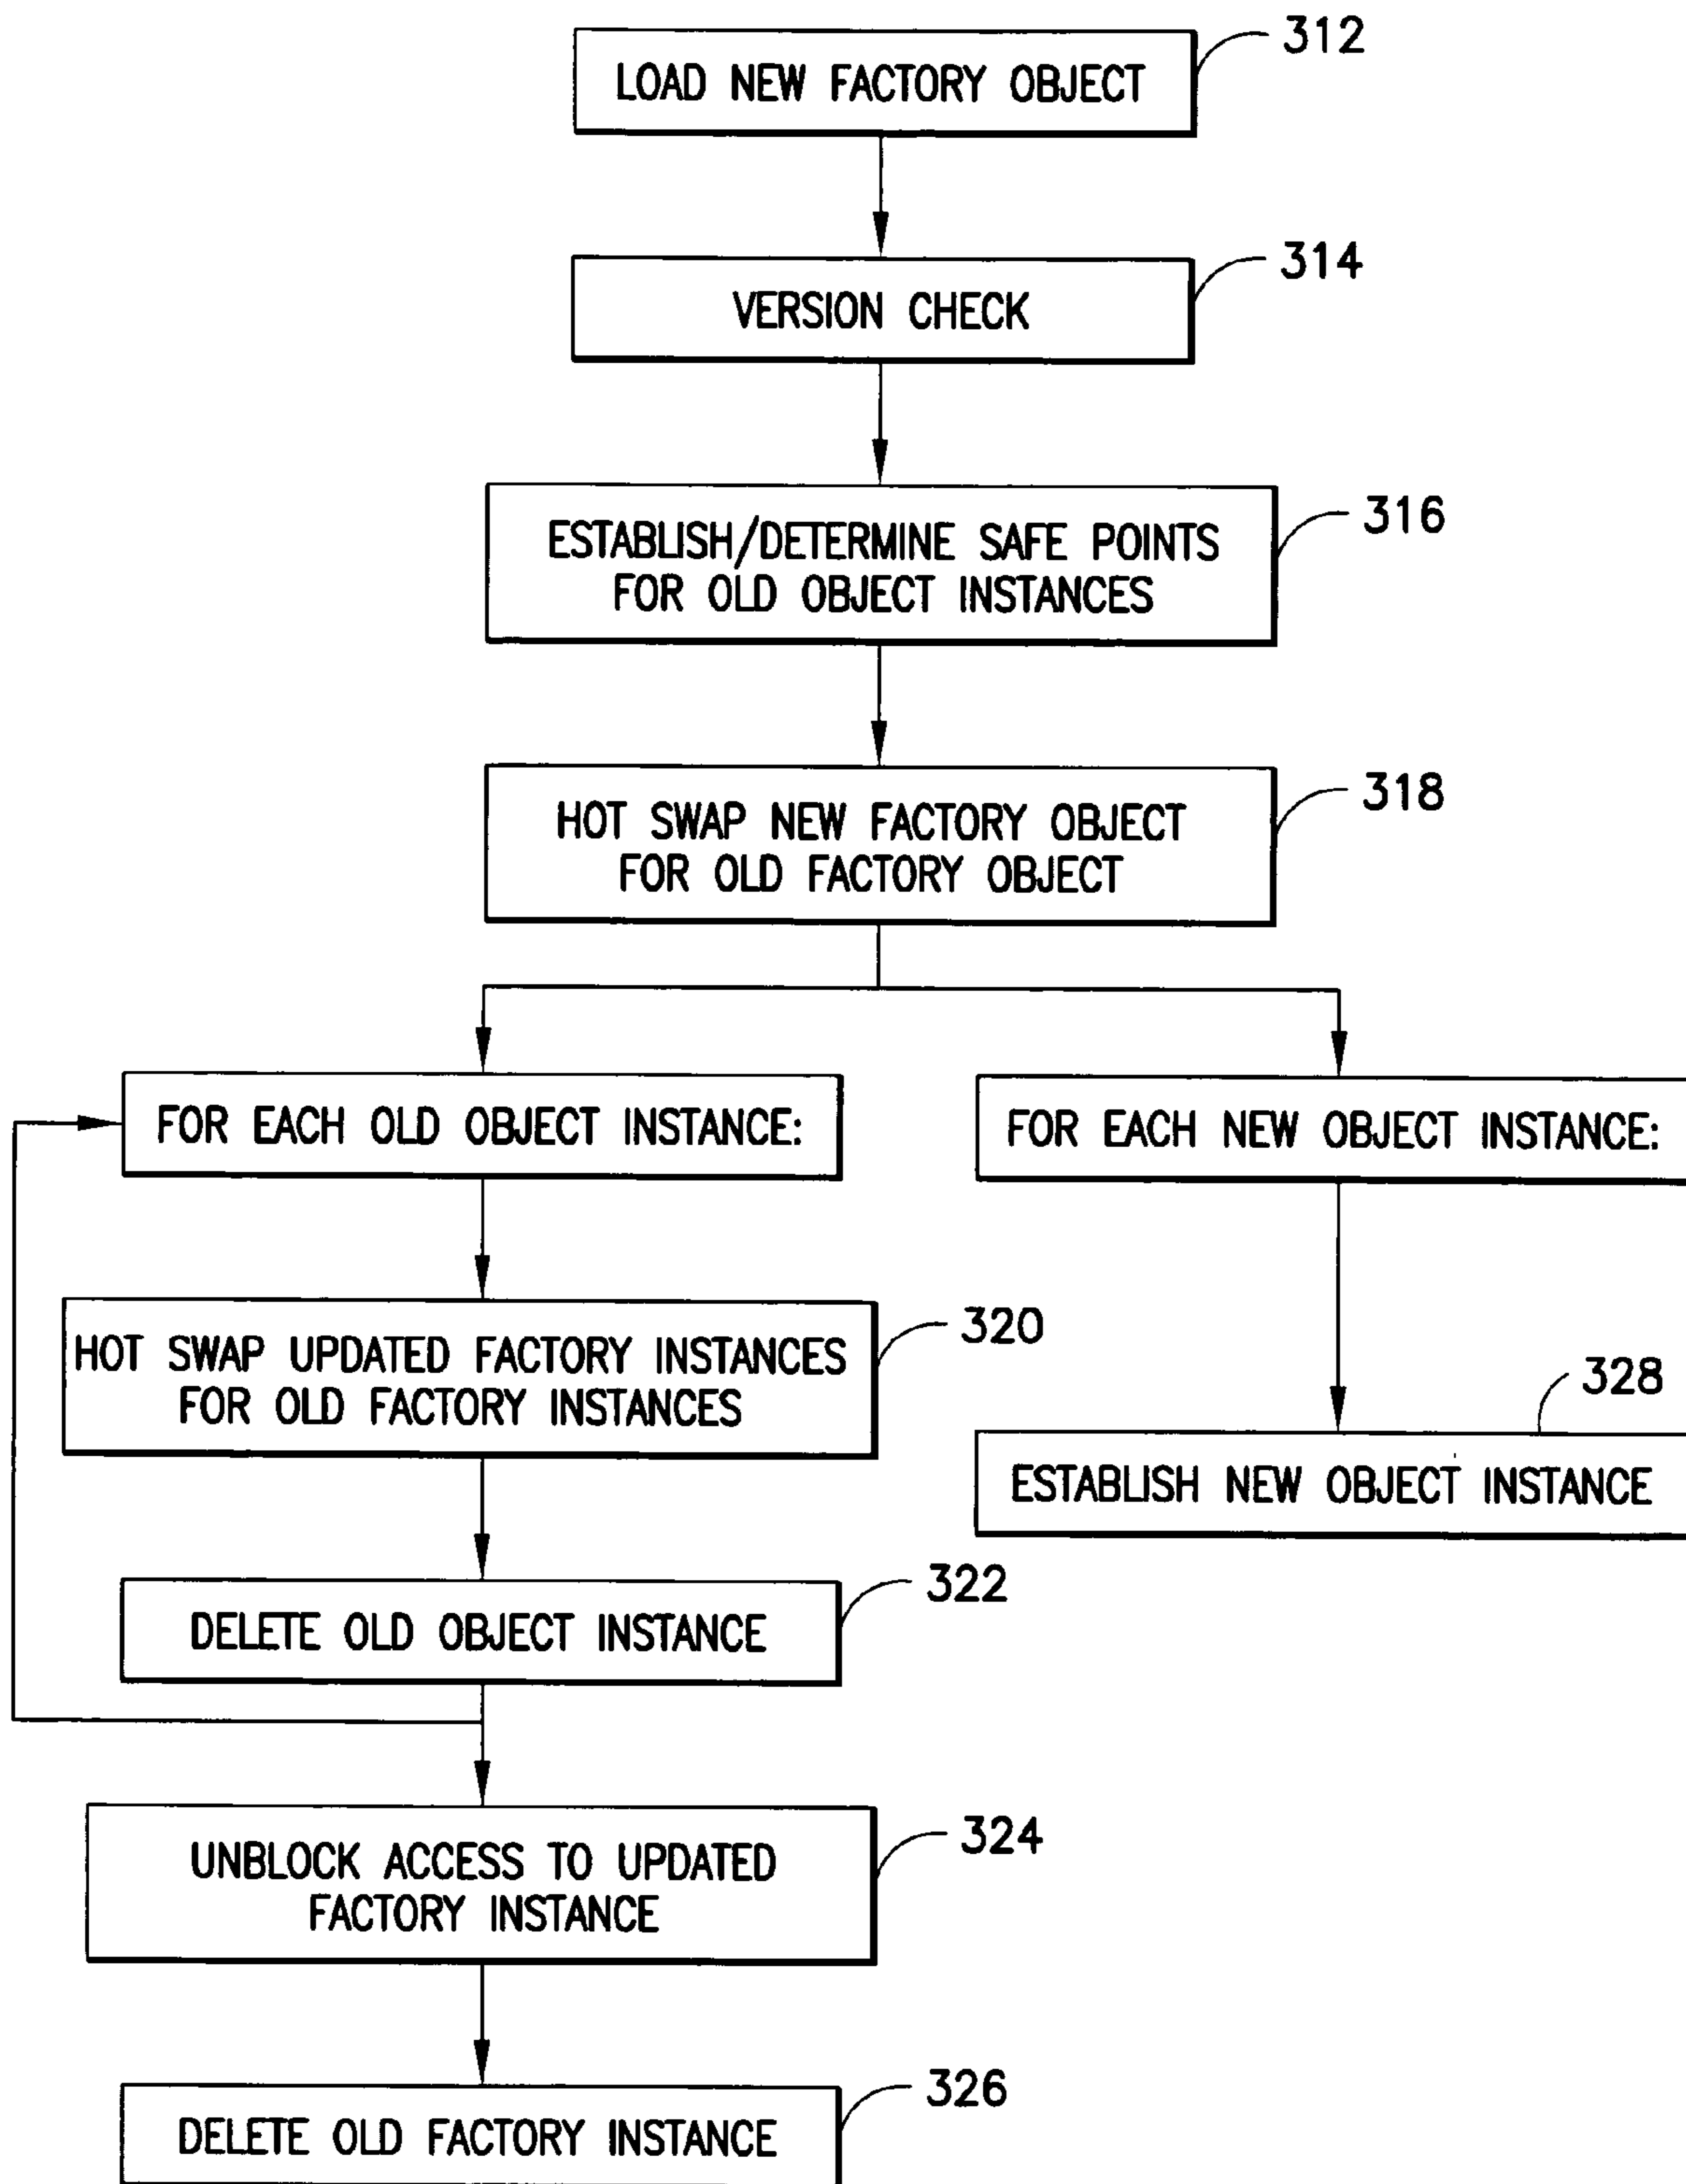 312
LOAD NEW FACTORY OBJECT
314
VERSION CHECK
316
ESTABLISH/DETERMINE SAFE POINTS
FOR OLD OBJECT INSTANCES
318
HOT SWAP NEW FACTORY OBJECT
FOR OLD FACTORY OBJECT
FOR EACH OLD OBJECT INSTANCE:
FOR EACH NEW OBJECT INSTANCE:
320
HOT SWAP UPDATED FACTORY INSTANCES
FOR OLD FACTORY INSTANCES
328
ESTABLISH NEW OBJECT INSTANCE
322
DELETE OLD OBJECT INSTANCE
324
UNBLOCK ACCESS TO UPDATED
FACTORY INSTANCE
326
DELETE OLD FACTORY INSTANCE